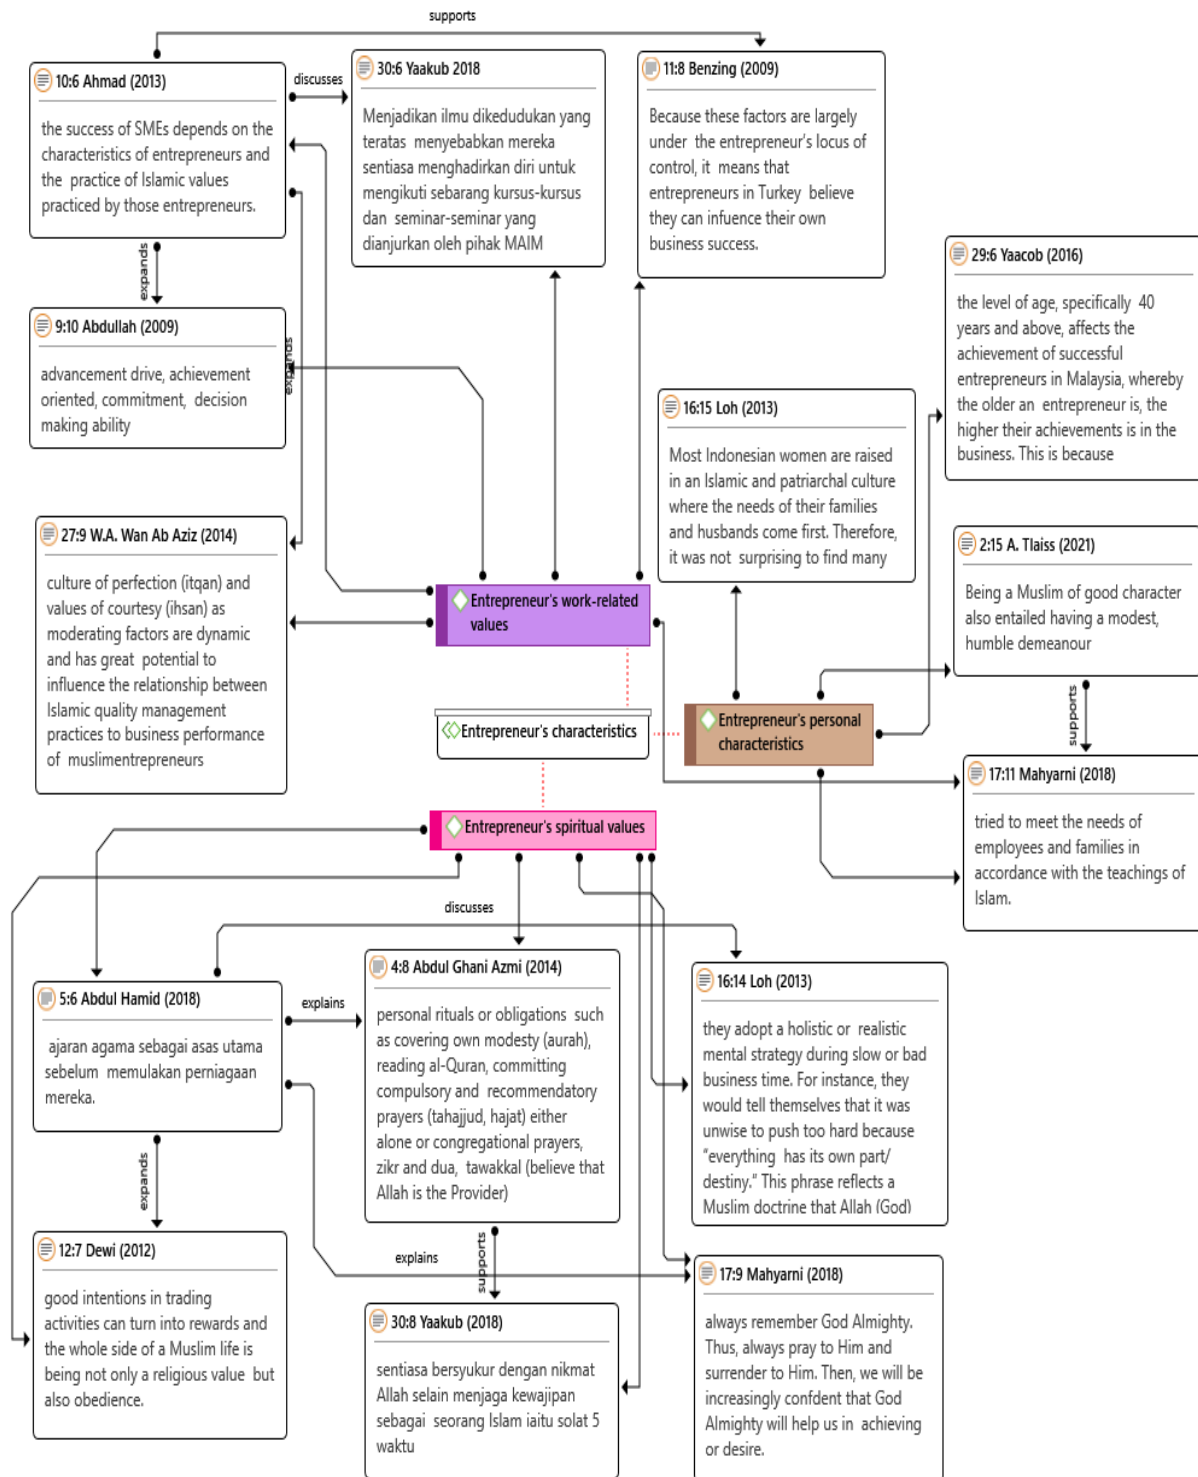 supports
10:6 Ahmad (2013)
the success of SMEs depends on the
characteristics of entrepreneurs and
the practice of Islamic values
practiced by those entrepreneurs.
discusses
30:6 Yaakub 2018
Menjadikan ilmu dikedudukan yang
teratas menyebabkan mereka
sentiasa menghadirkan diri untuk
mengikuti sebarang kursus-kursus
dan seminar-seminar yang
dianjurkan oleh pihak MAIM
11:8 Benzing (2009)
Because these factors are largely
under the entrepreneur's locus of
control, it means that
entrepreneurs in Turkey believe
they can infuence their own
business success.
expands
9:10 Abdullah (2009)
advancement drive, achievement
oriented, commitment, decision
making ability
expands
29:6 Yaacob (2016)
the level of age, specifically 40
years and above, affects the
achievement of successful
entrepreneurs in Malaysia, whereby
the older an entrepreneur is, the
higher their achievements is in the
business. This is because
16:15 Loh (2013)
Most Indonesian women are raised
in an Islamic and patriarchal culture
where the needs of their families
and husbands come first. Therefore,
it was not surprising to find many
27:9 W.A. Wan Ab Aziz (2014)
culture of perfection (itqan) and
values of courtesy (ihsan) as
moderating factors are dynamic
and has great potential to
influence the relationship between
Islamic quality management
practices to business performance
of muslimentrepreneurs
2:15 A. Tlaiss (2021)
Being a Muslim of good character
also entailed having a modest,
humble demeanour
Entrepreneur's work-related
values
Entrepreneur's characteristics
Entrepreneur's personal
characteristics
supports
17:11 Mahyarni (2018)
tried to meet the needs of
employees and families in
accordance with the teachings of
Islam.
Entrepreneur's spiritual values
discusses
5:6 Abdul Hamid (2018)
ajaran agama sebagai asas utama
sebelum memulakan perniagaan
mereka.
explains
4:8 Abdul Ghani Azmi (2014)
personal rituals or obligations such
as covering own modesty (aurah),
reading al-Quran, committing
compulsory and recommendatory
prayers (tahajjud, hajat) either
alone or congregational prayers,
zikr and dua, tawakkal (believe that
Allah is the Provider)
16:14 Loh (2013)
they adopt a holistic or realistic
mental strategy during slow or bad
business time. For instance, they
would tell themselves that it was
unwise to push too hard because
"everything has its own part/
destiny." This phrase reflects a
Muslim doctrine that Allah (God)
expands
12:7 Dewi (2012)
good intentions in trading
activities can turn into rewards and
the whole side of a Muslim life is
being not only a religious value but
also obedience.
explains
supports
30:8 Yaakub (2018)
sentiasa bersyukur dengan nikmat
Allah selain menjaga kewajipan
sebagai seorang Islam iaitu solat 5
waktu
17:9 Mahyarni (2018)
always remember God Almighty.
Thus, always pray to Him and
surrender to Him. Then, we will be
increasingly confdent that God
Almighty will help us in achieving
or desire.